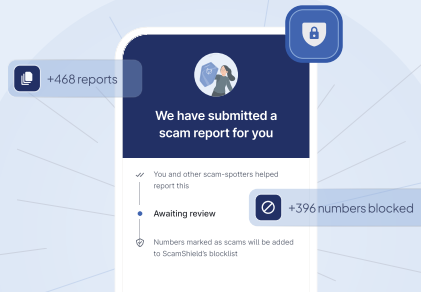 +468 reports
We have submitted a
scam report for you
You and other scam-spotters helped
report this
Awaiting review
+396 numbers blocked
Numbers marked as scams will be added
to ScamShield's blocklist